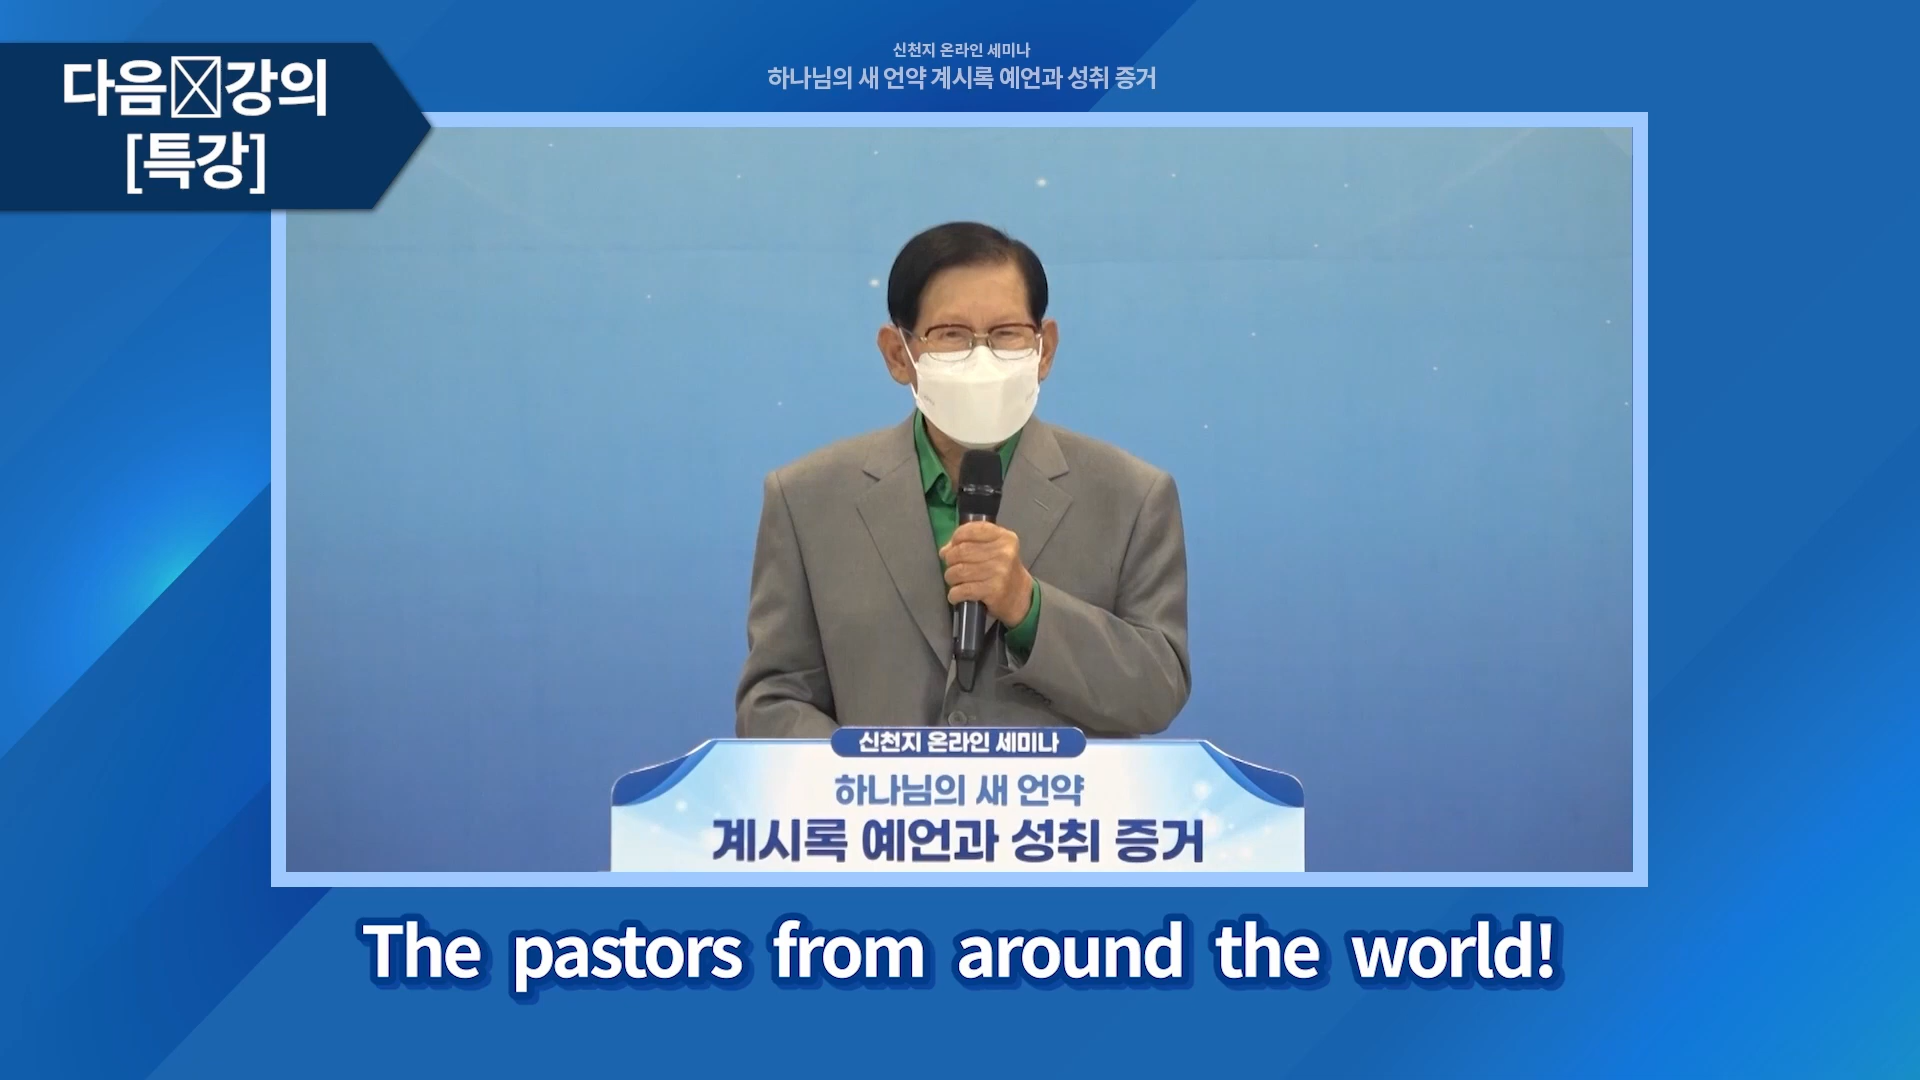 다음강의
[특강]
신천지 온라인 세미나
하나님의 새 언약 계시록 예언과 성취 증거
신천지 온라인 세미나
하나님의 새 언약
계시록 예언과 성취 증거
The pastors from around the world!